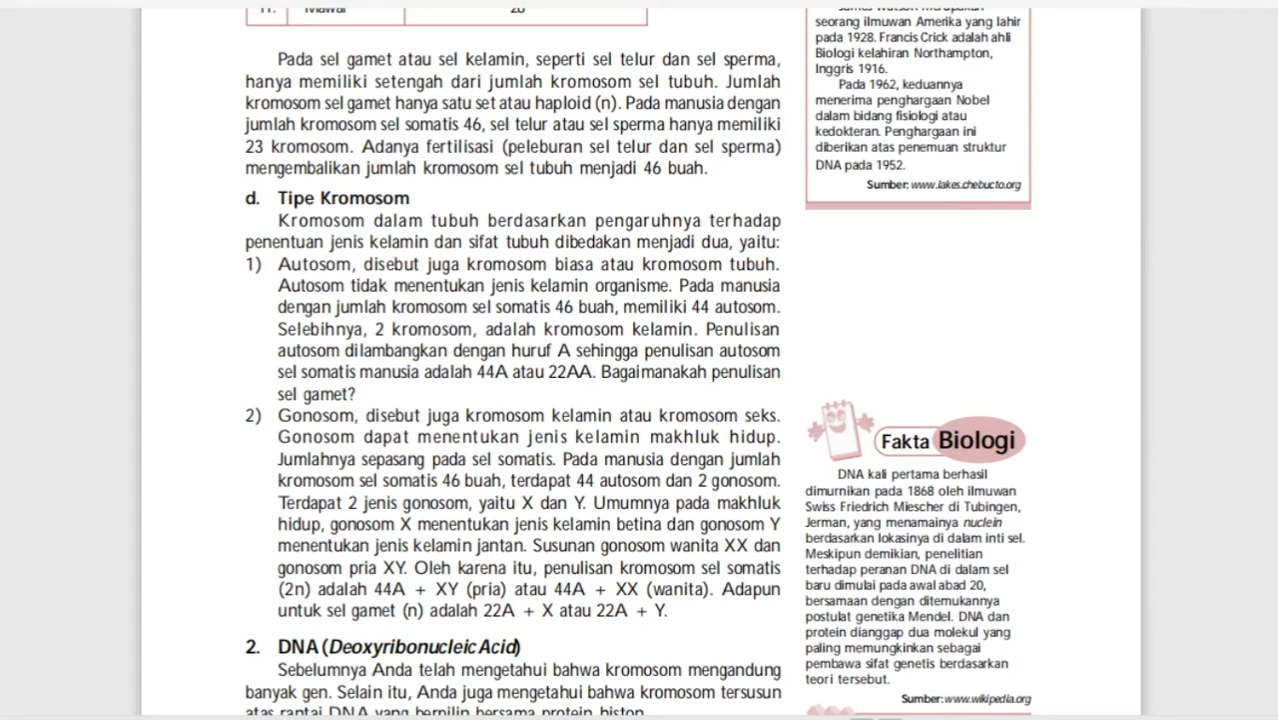 11. Mawar 28
Pada sel gamet atau sel kelamin, seperti sel telur dan sel sperma,
hanya memiliki setengah dari jumlah kromosom sel tubuh. Jumlah
kromosom sel gamet hanya satu set atau haploid (n). Pada manusia dengan
jumlah kromosom sel somatis 46, sel telur atau sel sperma hanya memiliki
23 kromosom. Adanya fertilisasi (peleburan sel telur dan sel sperma)
mengembalikan jumlah kromosom sel tubuh menjadi 46 buah.
d. Tipe Kromosom
Kromosom dalam tubuh berdasarkan pengaruhnya terhadap
penentuan jenis kelamin dan sifat tubuh dibedakan menjadi dua, yaitu:
1) Autosom, disebut juga kromosom biasa atau kromosom tubuh.
Autosom tidak menentukan jenis kelamin organisme. Pada manusia
dengan jumlah kromosom sel somatis 46 buah, memiliki 44 autosom.
Selebihnya, 2 kromosom, adalah kromosom kelamin. Penulisan
autosom dilambangkan dengan huruf A sehingga penulisan autosom
sel somatis manusia adalah 44A atau 22AA. Bagaimanakah penulisan
sel gamet?
2) Gonosom, disebut juga kromosom kelamin atau kromosom seks.
Gonosom dapat menentukan jenis kelamin makhluk hidup.
Jumlahnya sepasang pada sel somatis. Pada manusia dengan jumlah
kromosom sel somatis 46 buah, terdapat 44 autosom dan 2 gonosom.
Terdapat 2 jenis gonosom, yaitu X dan Y. Umumnya pada makhluk
hidup, gonosom X menentukan jenis kelamin betina dan gonosom Y
menentukan jenis kelamin jantan. Susunan gonosom wanita XX dan
gonosom pria XY. Oleh karena itu, penulisan kromosom sel somatis
(2n) adalah 44A + XY (pria) atau 44A + XX (wanita). Adapun
untuk sel gamet (n) adalah 22A + X atau 22A + Y.
2. DNA (Deoxyribonucleic Acid)
Sebelumnya Anda telah mengetahui bahwa kromosom mengandung
banyak gen. Selain itu, Anda juga mengetahui bahwa kromosom tersusun
atas rantai DNA yang berpilin bersama protein histon.
James Watson merupakan
seorang ilmuwan Amerika yang lahir
pada 1928. Francis Crick adalah ahli
Biologi kelahiran Northampton,
Inggris 1916.
Pada 1962, keduannya
menerima penghargaan Nobel
dalam bidang fisiologi atau
kedokteran. Penghargaan ini
diberikan atas penemuan struktur
DNA pada 1952.
Sumber: www.lakes.chebucto.org
Fakta Biologi
DNA kali pertama berhasil
dimurnikan pada 1868 oleh ilmuwan
Swiss Friedrich Miescher di Tubingen,
Jerman, yang menamainya nuclein
berdasarkan lokasinya di dalam inti sel.
Meskipun demikian, penelitian
terhadap peranan DNA di dalam sel
baru dimulai pada awal abad 20,
bersamaan dengan ditemukannya
postulat genetika Mendel. DNA dan
protein dianggap dua molekul yang
paling memungkinkan sebagai
pembawa sifat genetis berdasarkan
teori tersebut.
Sumber: www.wikipedia.org